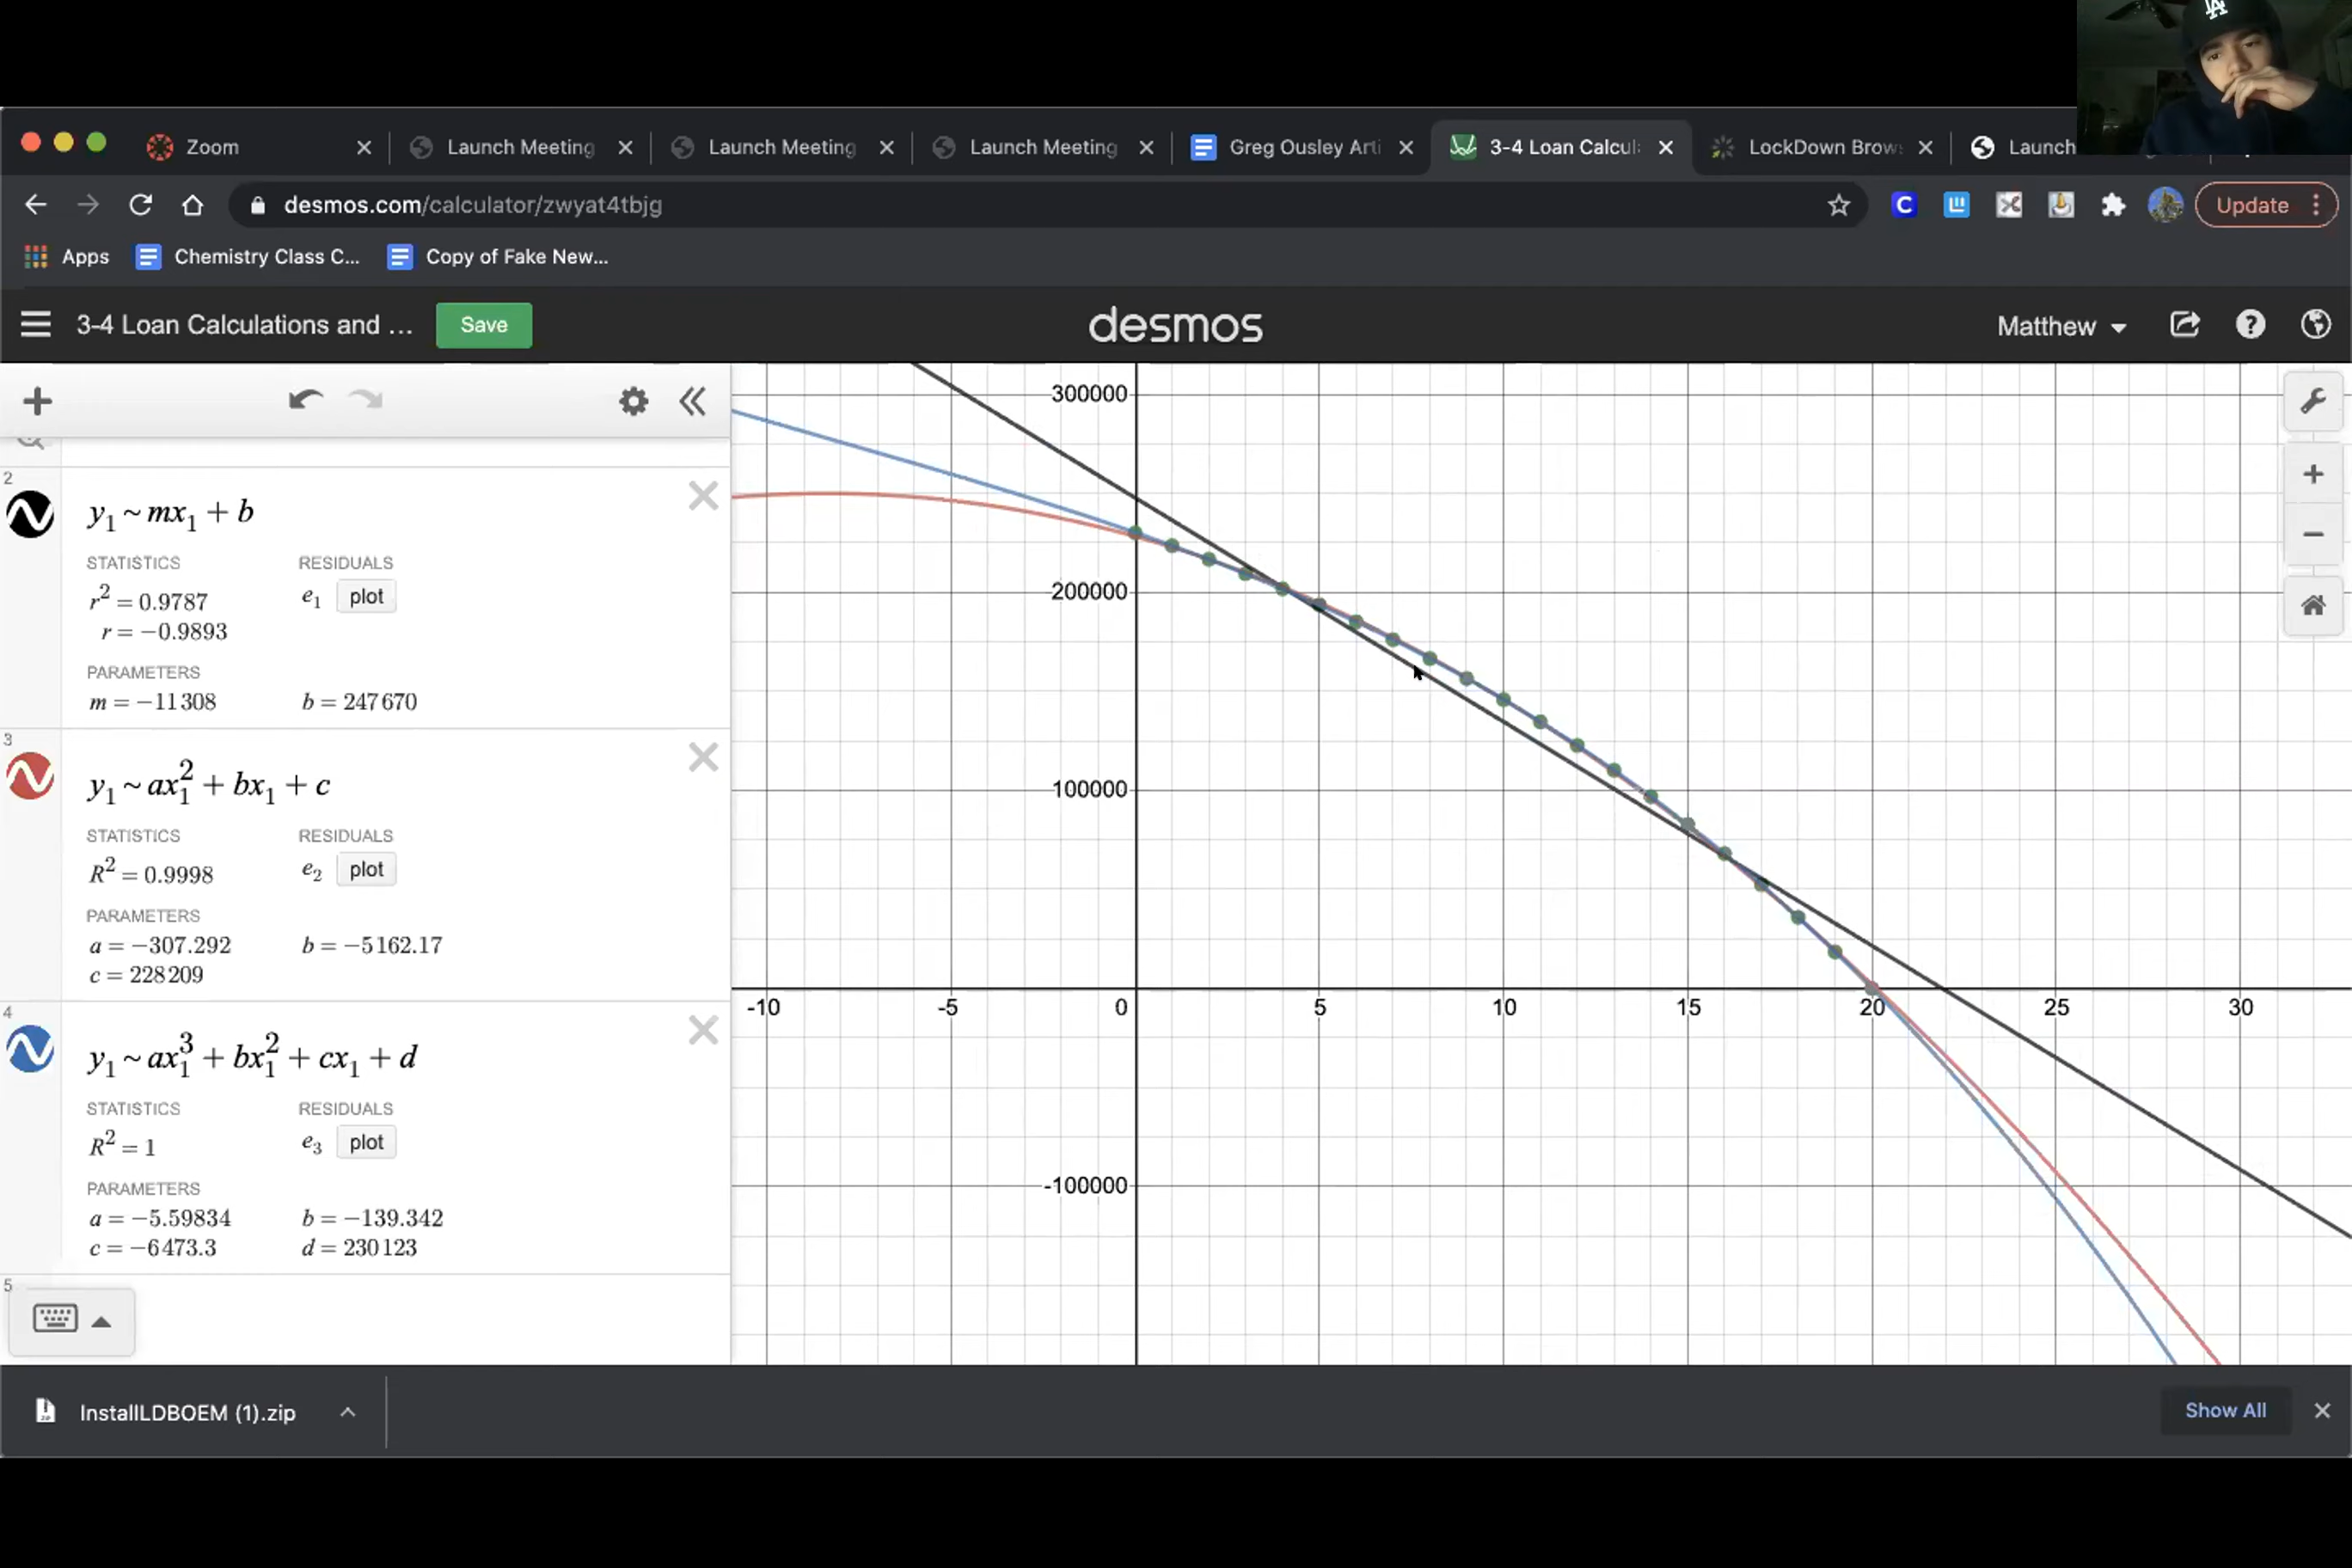 LA
Zoom
Launch Meeting
Launch Meeting
Launch Meeting
Greg Ousley Arti
3-4 Loan Calcul
LockDown Brow
Launch
desmos.com/calculator/zwyat4tbjg
Update
Apps
Chemistry Class C...
Copy of Fake New...
3-4 Loan Calculations and ...
Save
desmos
Matthew
2
y₁ ~ mx₁ + b
STATISTICS RESIDUALS
r² = 0.9787 e₁ plot
r = −0.9893
PARAMETERS
m = −11308 b = 247670
3
y₁ ~ ax₁² + bx₁ + c
STATISTICS RESIDUALS
R² = 0.9998 e₂ plot
PARAMETERS
a = −307.292 b = −5162.17
c = 228209
4
y₁ ~ ax₁³ + bx₁² + cx₁ + d
STATISTICS RESIDUALS
R² = 1 e₃ plot
PARAMETERS
a = −5.59834 b = −139.342
c = −6473.3 d = 230123
5
300000
200000
100000
-10 -5 0 5 10 15 20 25 30
-100000
InstallLDBOEM (1).zip
Show All